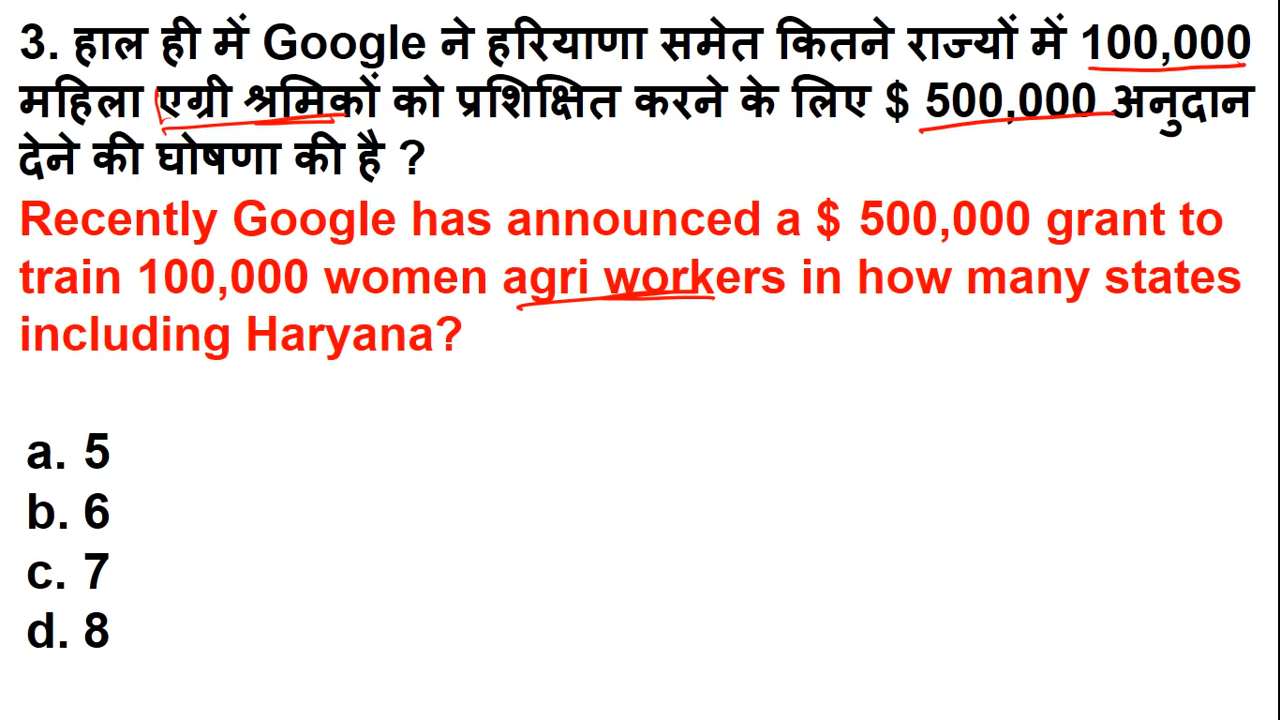 3. हाल ही में Google ने हरियाणा समेत कितने राज्यों में 100,000
महिला एग्री श्रमिकों को प्रशिक्षित करने के लिए $ 500,000 अनुदान
देने की घोषणा की है ?
Recently Google has announced a $ 500,000 grant to
train 100,000 women agri workers in how many states
including Haryana?
a. 5
b. 6
c. 7
d. 8